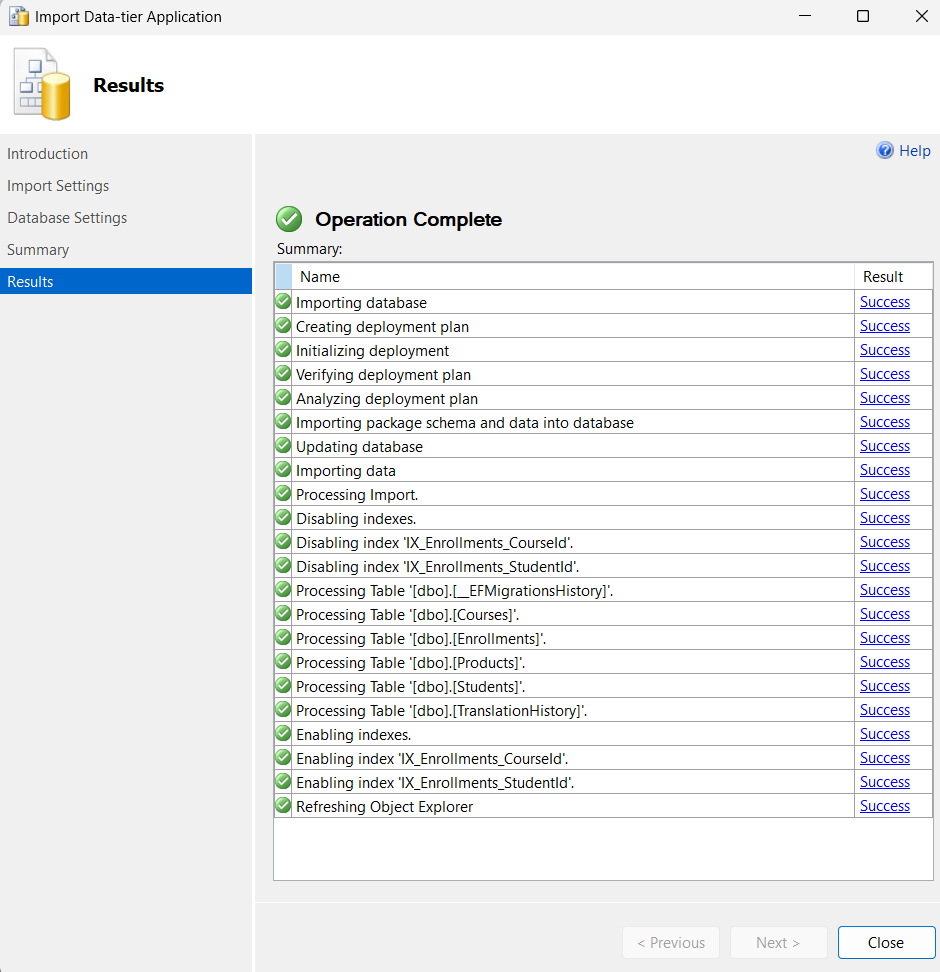 Import Data-tier Application
Results
Introduction
Import Settings
Database Settings
Summary
Results
Help
Operation Complete
Summary:
Name Result
Importing database Success
Creating deployment plan Success
Initializing deployment Success
Verifying deployment plan Success
Analyzing deployment plan Success
Importing package schema and data into database Success
Updating database Success
Importing data Success
Processing Import. Success
Disabling indexes. Success
Disabling index 'IX_Enrollments_CourseId'. Success
Disabling index 'IX_Enrollments_StudentId'. Success
Processing Table '[dbo].[__EFMigrationsHistory]'. Success
Processing Table '[dbo].[Courses]'. Success
Processing Table '[dbo].[Enrollments]'. Success
Processing Table '[dbo].[Products]'. Success
Processing Table '[dbo].[Students]'. Success
Processing Table '[dbo].[TranslationHistory]'. Success
Enabling indexes. Success
Enabling index 'IX_Enrollments_CourseId'. Success
Enabling index 'IX_Enrollments_StudentId'. Success
Refreshing Object Explorer Success
< Previous Next > Close